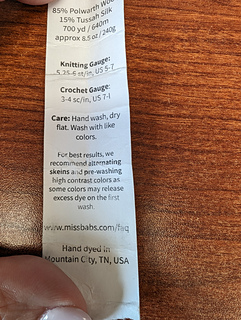 85% Polwarth Woo
15% Tussah Silk
700 yd / 640m
approx 8.5 oz / 240g
Knitting Gauge:
5.25-6 st/in, US 5-7
Crochet Gauge:
3-4 sc/in, US 7-I
Care: Hand wash, dry
flat. Wash with like
colors.
For best results, we
recommend alternating
skeins and pre-washing
high contrast colors as
some colors may release
excess dye on the first
wash.
www.missbabs.com/faq
Hand dyed in
Mountain City, TN, USA